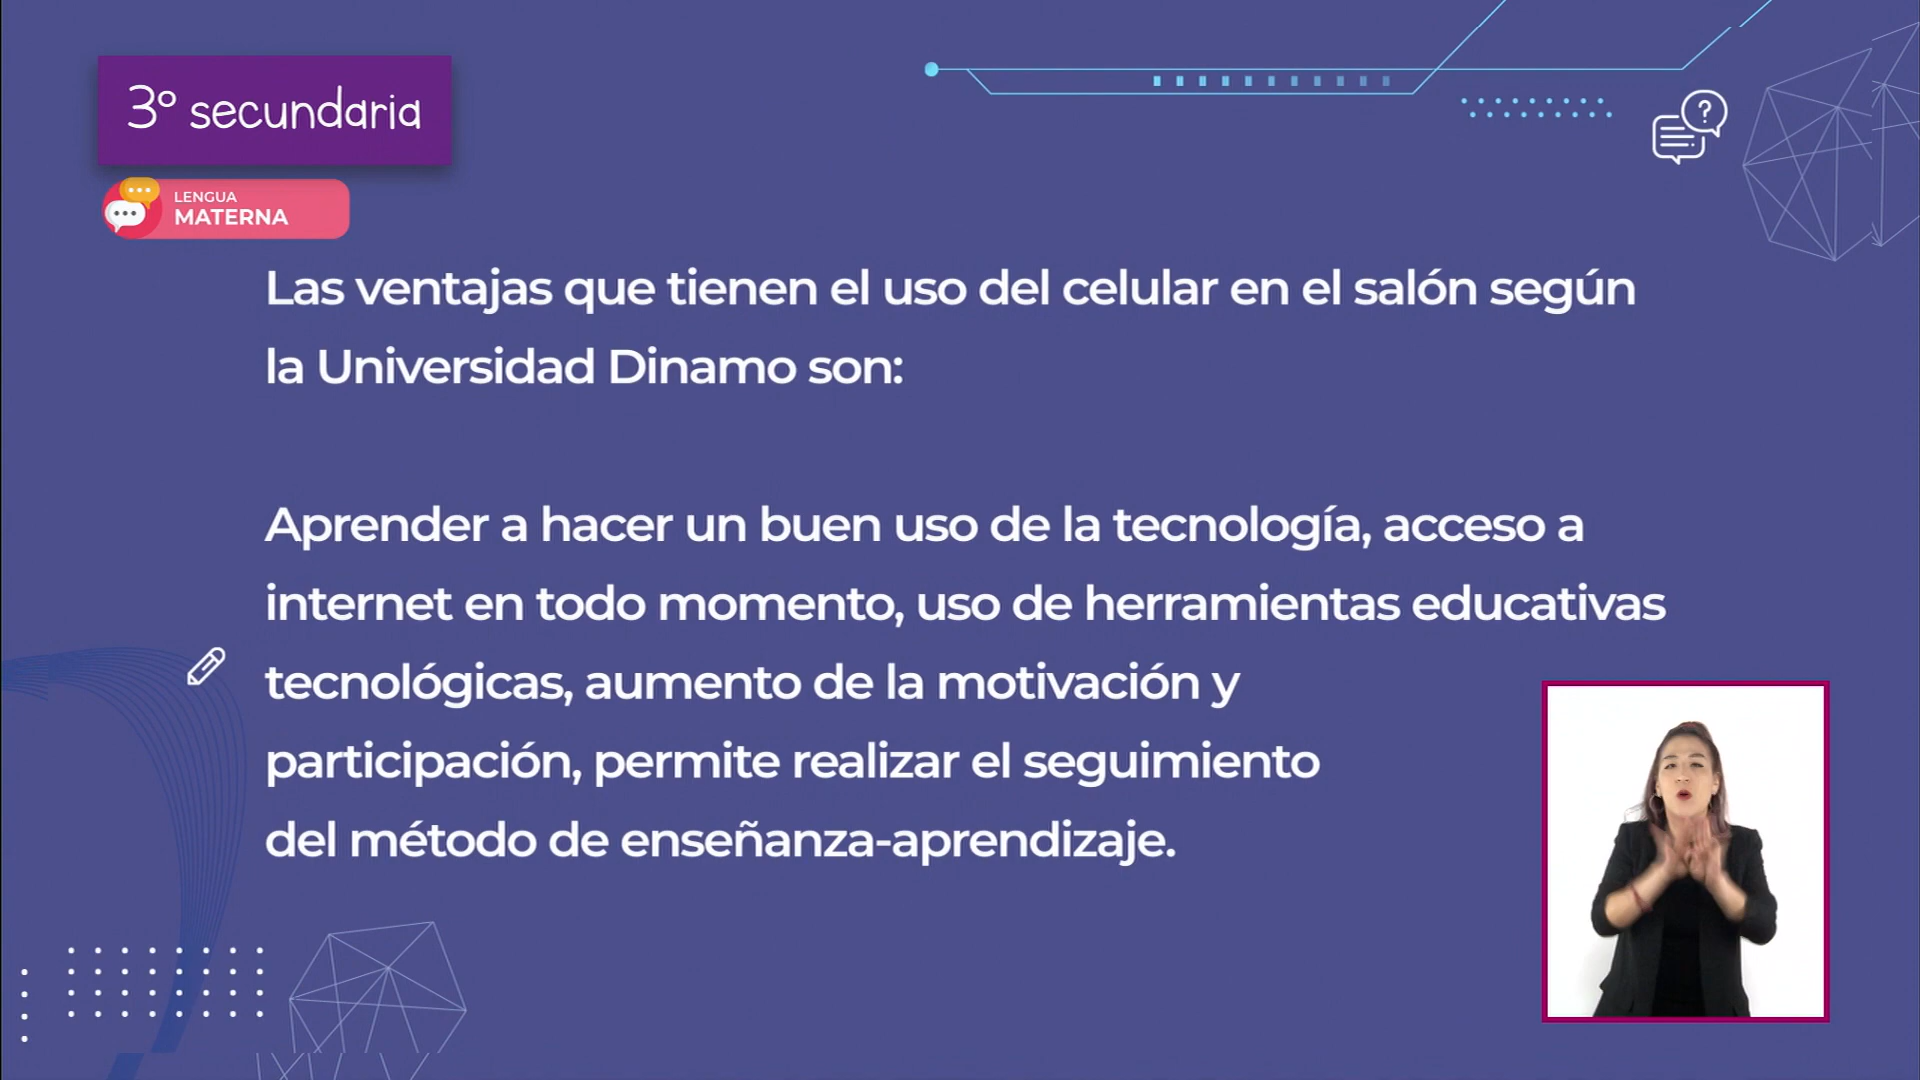 3° secundaria
LENGUA
MATERNA
Las ventajas que tienen el uso del celular en el salón según
la Universidad Dinamo son:
Aprender a hacer un buen uso de la tecnología, acceso a
internet en todo momento, uso de herramientas educativas
tecnológicas, aumento de la motivación y
participación, permite realizar el seguimiento
del método de enseñanza-aprendizaje.